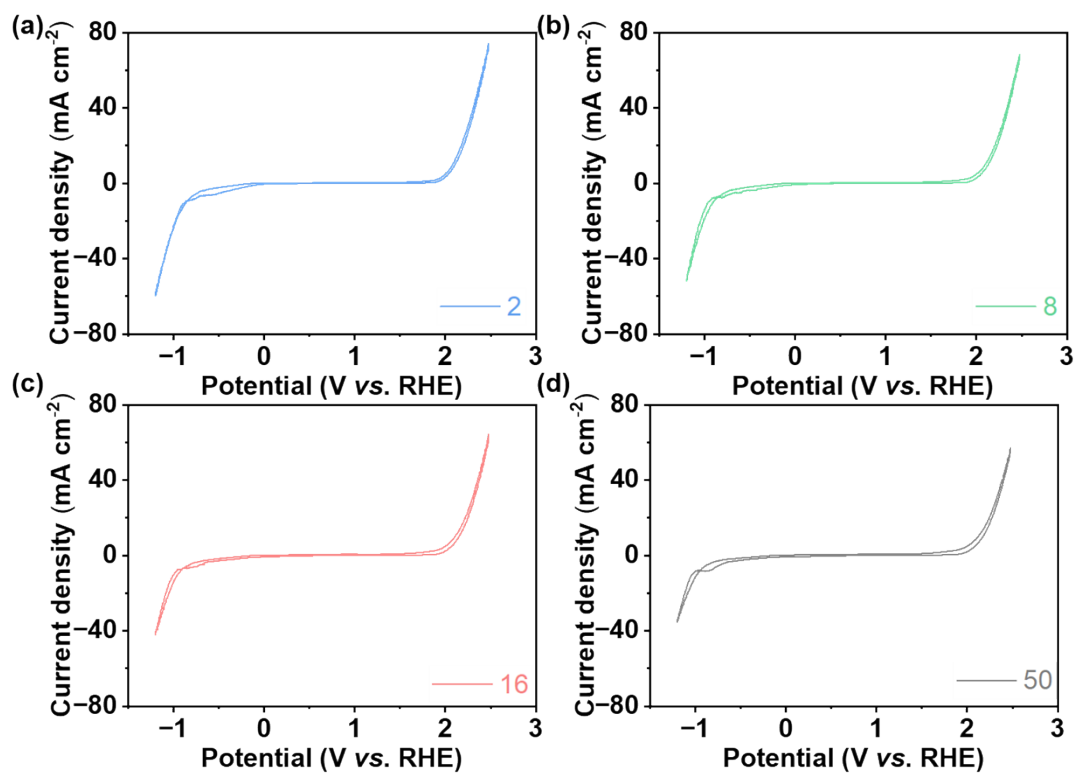 (a)
80
40
0
−40
−80
Current density (mA cm-2)
2
−1 0 1 2 3
Potential (V vs. RHE)
(b)
80
40
0
−40
−80
Current density (mA cm-2)
8
−1 0 1 2 3
Potential (V vs. RHE)
(c)
80
40
0
−40
−80
Current density (mA cm-2)
16
−1 0 1 2 3
Potential (V vs. RHE)
(d)
80
40
0
−40
−80
Current density (mA cm-2)
50
−1 0 1 2 3
Potential (V vs. RHE)